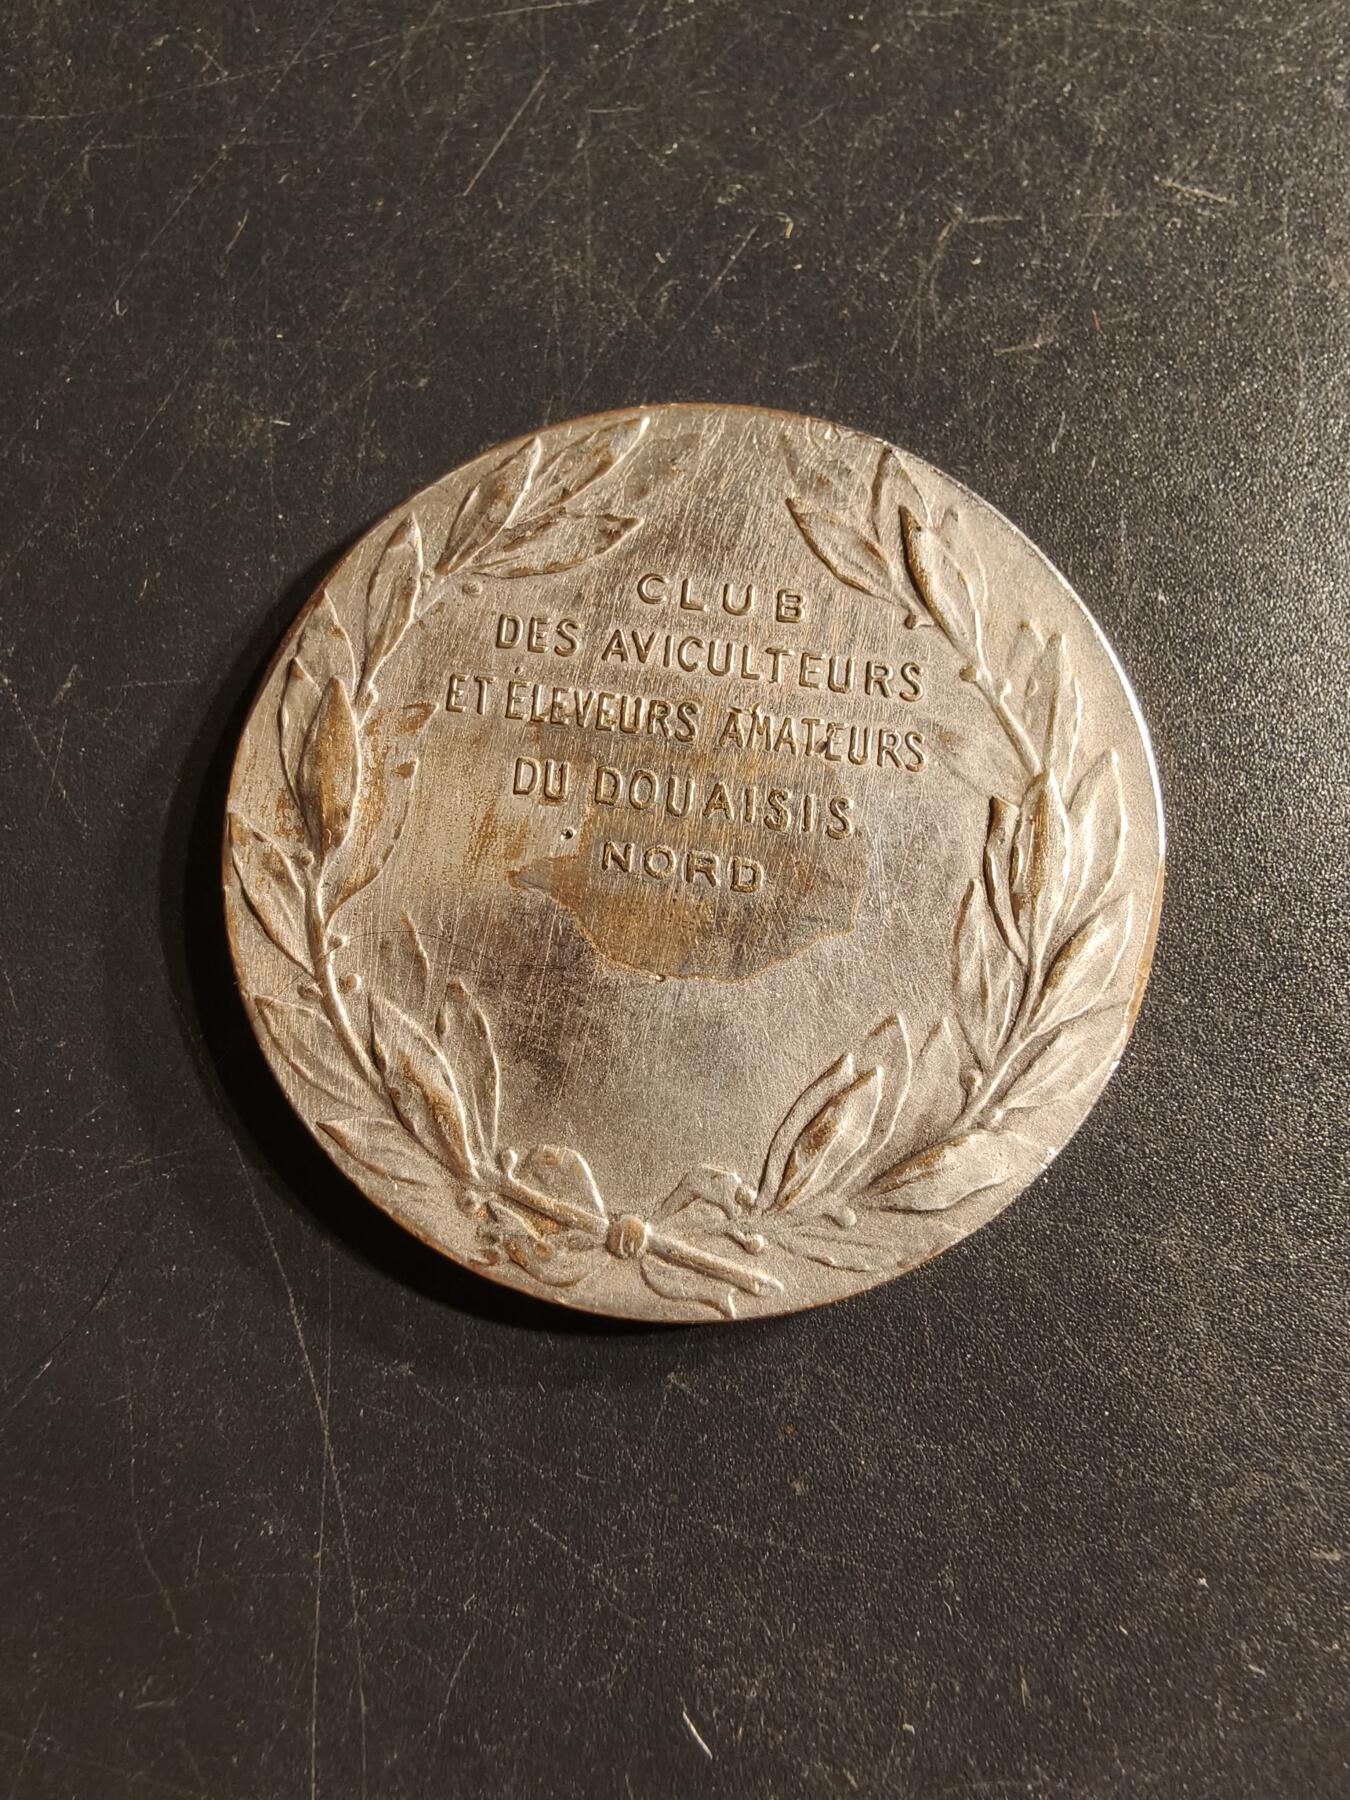 CLUB
DES AVICULTEURS
ET ÉLEVEURS AMATEURS
DU DOUAISIS
NORD